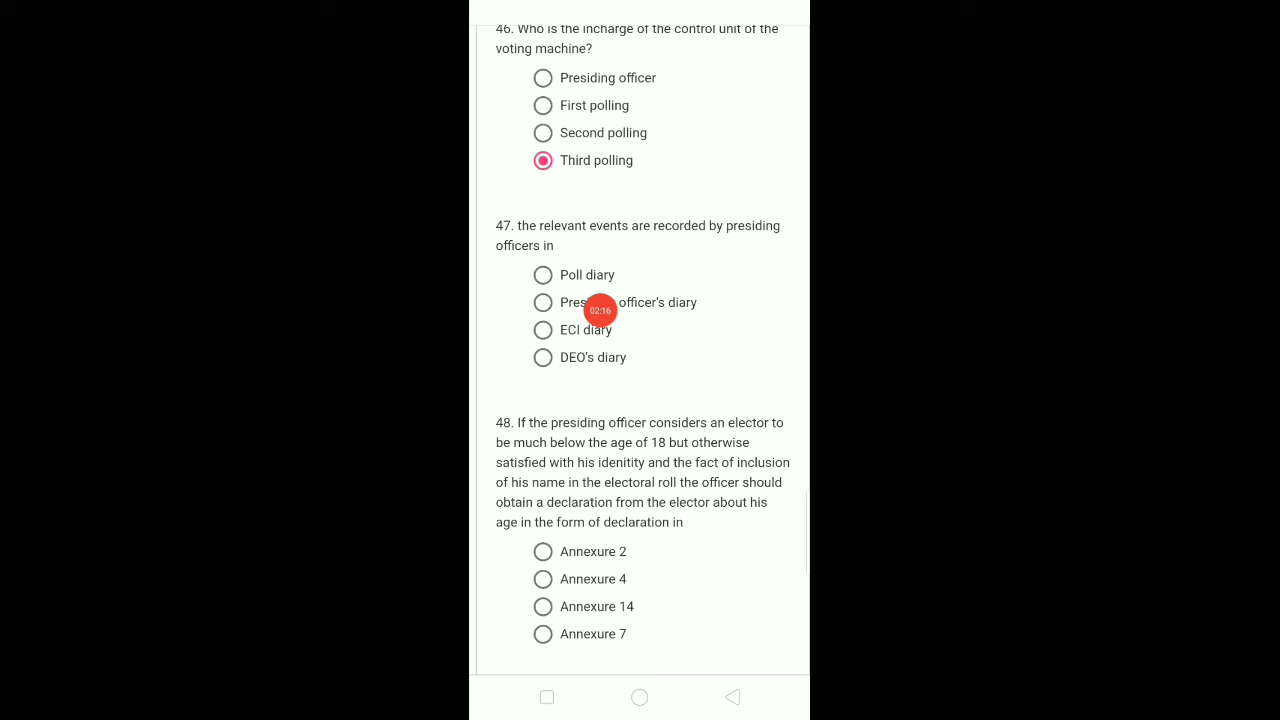 46. Who is the incharge of the control unit of the
voting machine?
Presiding officer
First polling
Second polling
Third polling
47. the relevant events are recorded by presiding
officers in
Poll diary
Pres officer's diary
02:16
ECI diary
DEO's diary
48. If the presiding officer considers an elector to
be much below the age of 18 but otherwise
satisfied with his idenitity and the fact of inclusion
of his name in the electoral roll the officer should
obtain a declaration from the elector about his
age in the form of declaration in
Annexure 2
Annexure 4
Annexure 14
Annexure 7